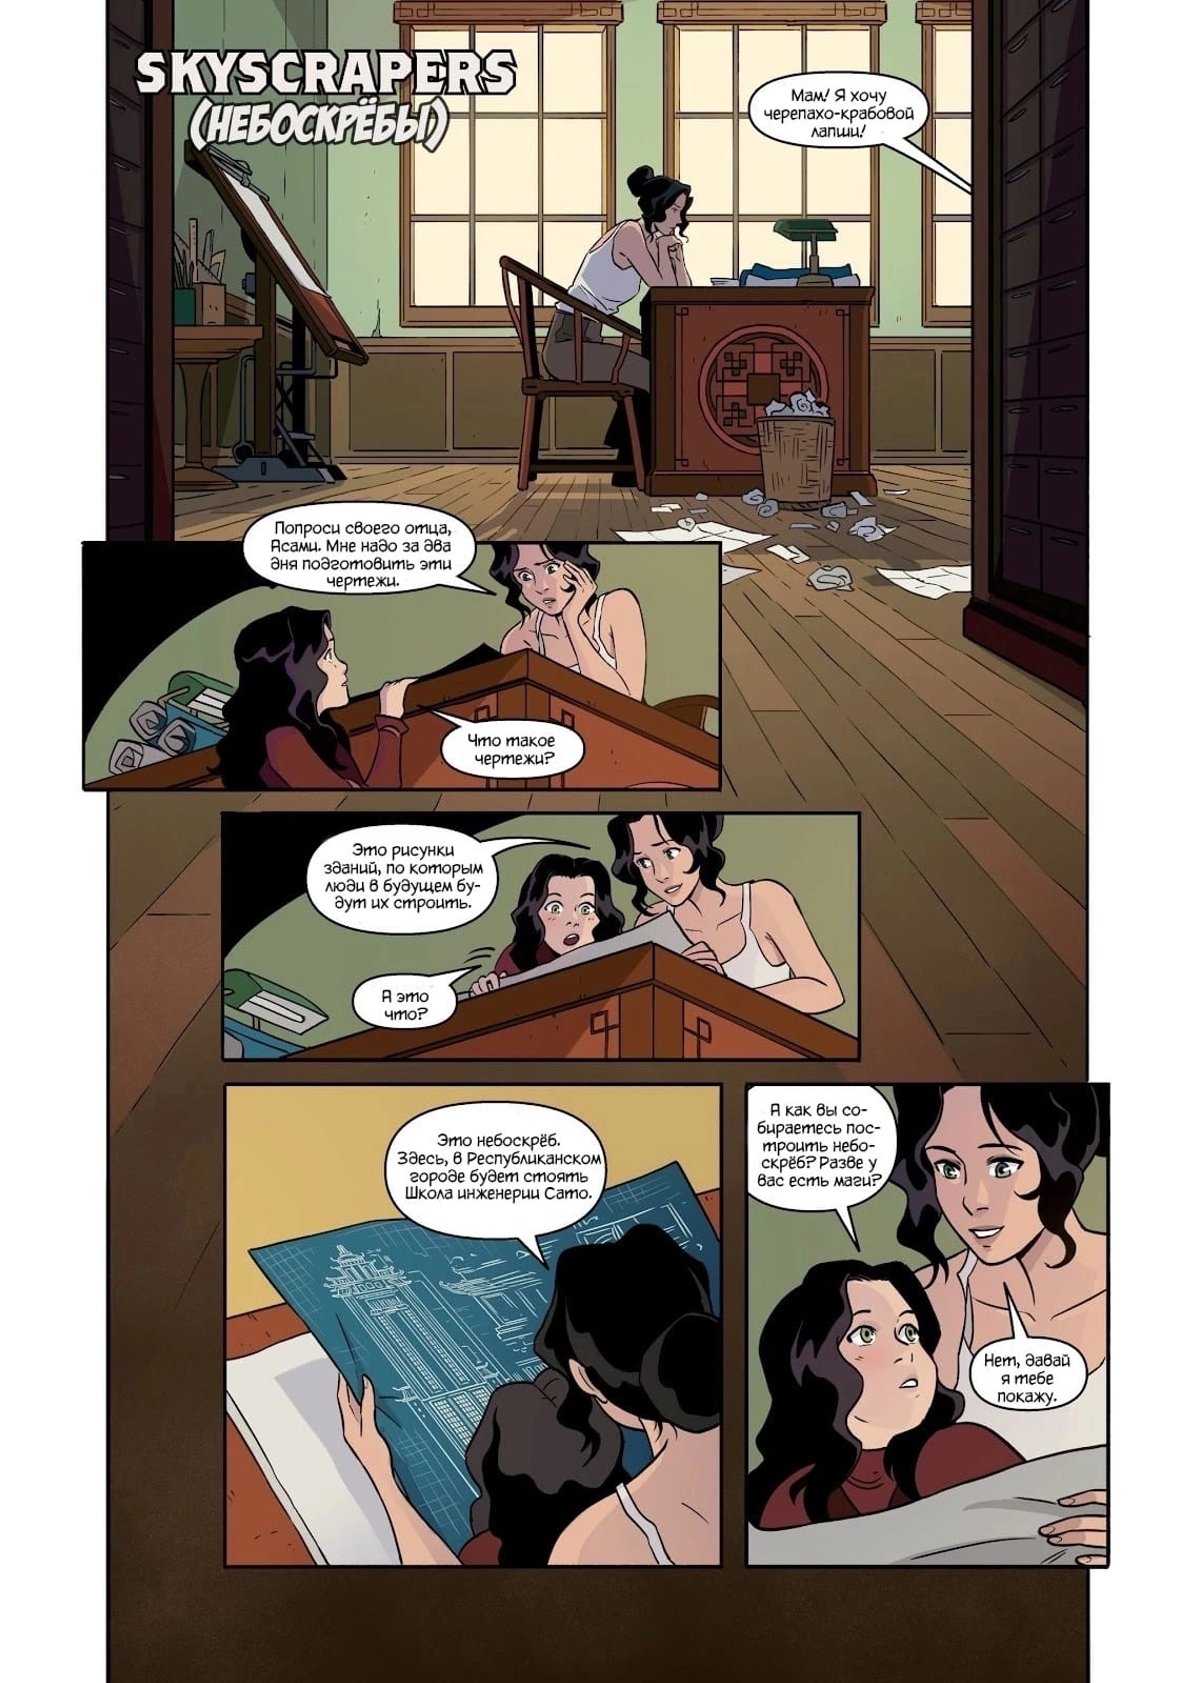 SKYSCRAPERS
(НЕБОСКРЁБЫ)
Мам! Я хочу
черепахо-крабовой
лапши!
Попроси своего отца,
Асами. Мне надо за два
дня подготовить эти
чертежи.
Что такое
чертежи?
Это рисунки
зданий, по которым
люди в будущем бу-
дут их строить.
А это
что?
Это небоскрёб.
Здесь, в Республиканском
городе будет стоять
Школа инженерии Сато.
А как вы со-
бираетесь пос-
троить небо-
скрёб? Разве у
вас есть маги?
Нет, давай
я тебе
покажу.